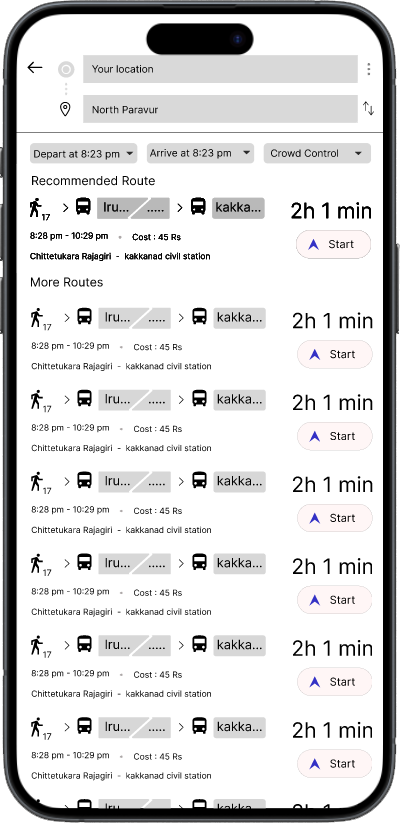 Your location
North Paravur
Depart at 8:23 pm Arrive at 8:23 pm Crowd Control
Recommended Route
17 > Iru... ..... > kakka... 2h 1 min
8:28 pm - 10:29 pm • Cost : 45 Rs Start
Chittetukara Rajagiri - kakkanad civil station
More Routes
17 > Iru... ..... > kakka... 2h 1 min
8:28 pm - 10:29 pm • Cost : 45 Rs Start
Chittetukara Rajagiri - kakkanad civil station
17 > Iru... ..... > kakka... 2h 1 min
8:28 pm - 10:29 pm • Cost : 45 Rs Start
Chittetukara Rajagiri - kakkanad civil station
17 > Iru... ..... > kakka... 2h 1 min
8:28 pm - 10:29 pm • Cost : 45 Rs Start
Chittetukara Rajagiri - kakkanad civil station
17 > Iru... ..... > kakka... 2h 1 min
8:28 pm - 10:29 pm • Cost : 45 Rs Start
Chittetukara Rajagiri - kakkanad civil station
17 > Iru... ..... > kakka... 2h 1 min
8:28 pm - 10:29 pm • Cost : 45 Rs Start
Chittetukara Rajagiri - kakkanad civil station
17 > Iru... ..... > kakka... 2h 1 min
8:28 pm - 10:29 pm • Cost : 45 Rs Start
Chittetukara Rajagiri - kakkanad civil station